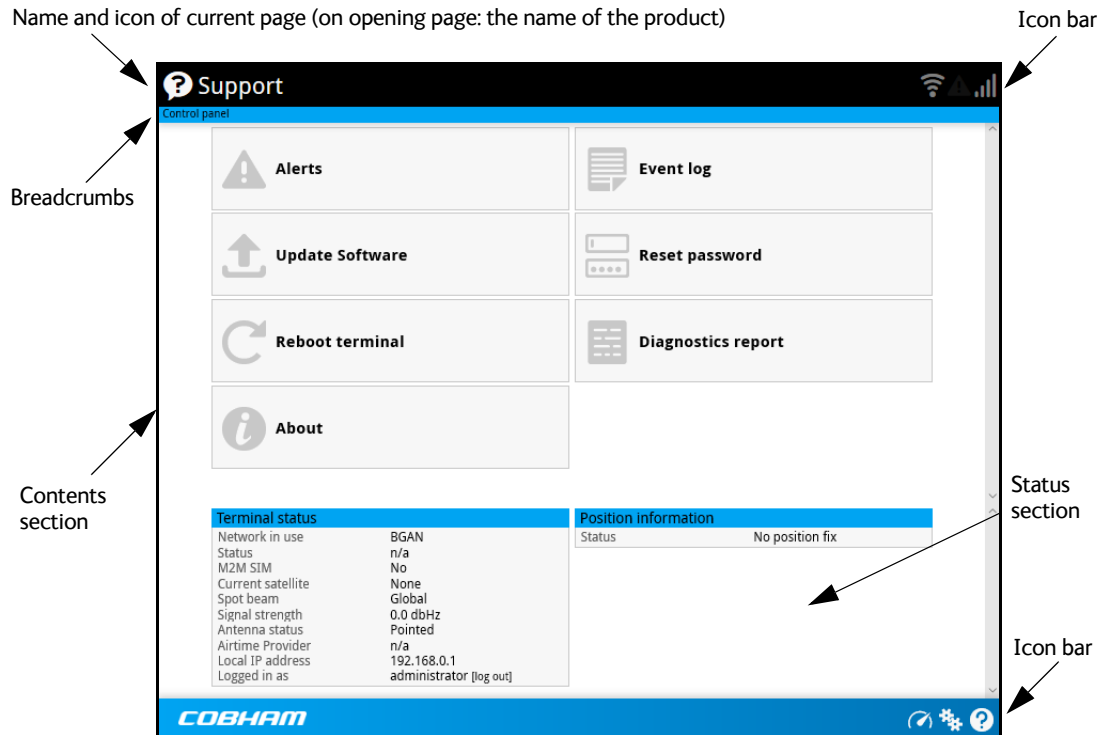 Name and icon of current page (on opening page: the name of the product)
Icon bar
Support
Control panel
Breadcrumbs
Alerts
Event log
Update Software
Reset password
Reboot terminal
Diagnostics report
About
Contents
section
Status
section
Terminal status
Network in use BGAN
Status n/a
M2M SIM No
Current satellite None
Spot beam Global
Signal strength 0.0 dbHz
Antenna status Pointed
Airtime Provider n/a
Local IP address 192.168.0.1
Logged in as administrator [log out]
Position information
Status No position fix
Icon bar
COBHAM